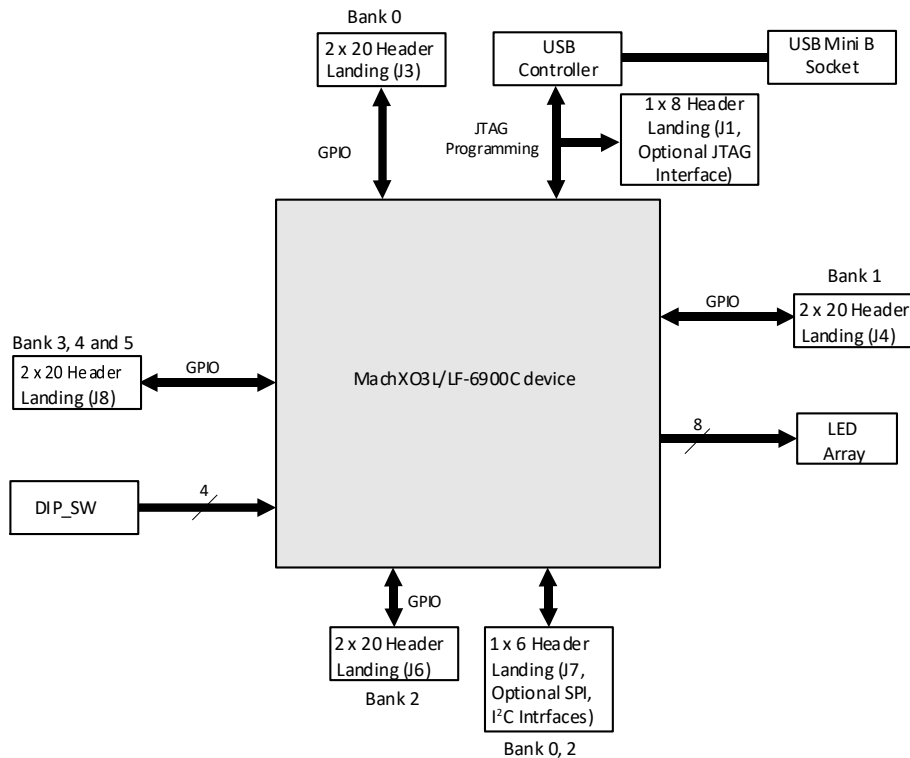 Bank 0
2 x 20 Header
Landing (J3)
USB
Controller
USB Mini B
Socket
1 x 8 Header
Landing (J1,
Optional JTAG
Interface)
JTAG
Programming
GPIO
Bank 1
GPIO
2 x 20 Header
Landing (J4)
Bank 3, 4 and 5
2 x 20 Header
Landing (J8)
GPIO
MachXO3L/LF-6900C device
8
LED
Array
DIP_SW
4
GPIO
2 x 20 Header
Landing (J6)
Bank 2
1 x 6 Header
Landing (J7,
Optional SPI,
I²C Intrfaces)
Bank 0, 2